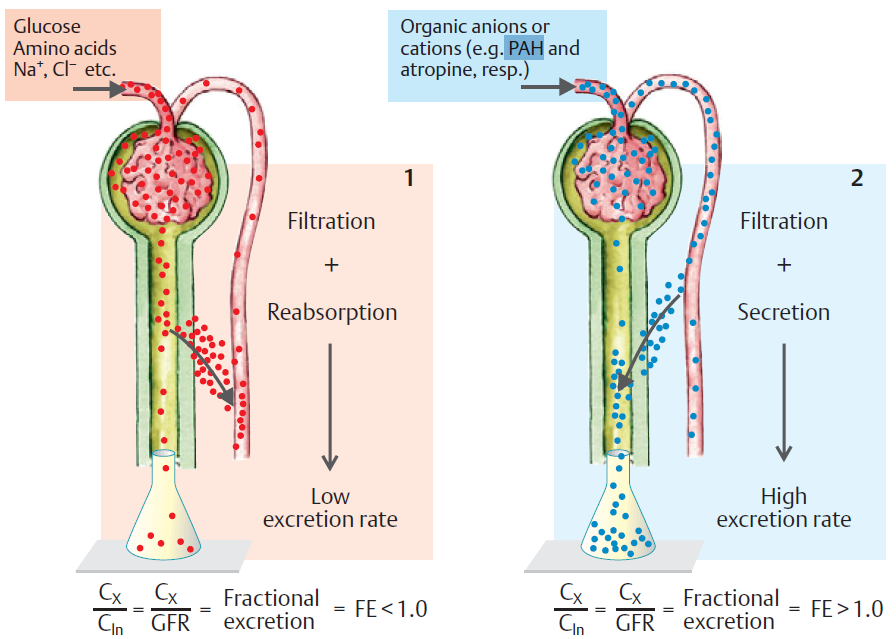 Glucose
Amino acids
Na⁺, Cl⁻ etc.
1
Filtration
+
Reabsorption
Low
excretion rate
Cₓ/C_In = Cₓ/GFR = Fractional excretion = FE < 1.0
Organic anions or
cations (e.g. PAH and
atropine, resp.)
2
Filtration
+
Secretion
High
excretion rate
Cₓ/C_In = Cₓ/GFR = Fractional excretion = FE > 1.0